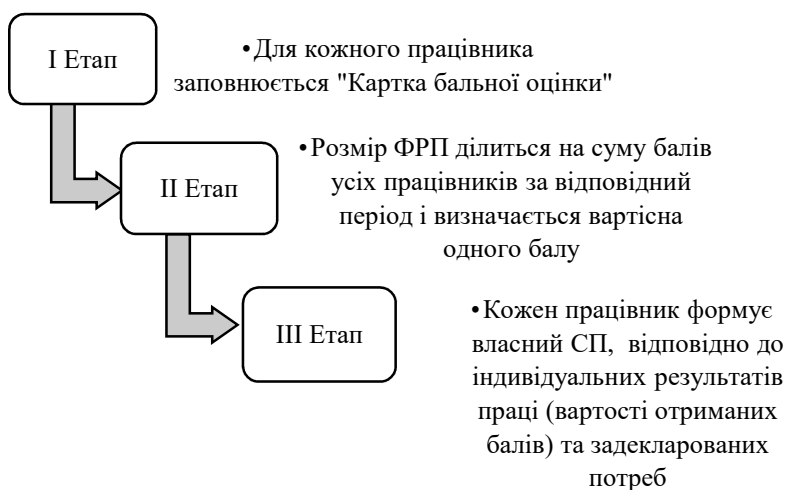 І Етап
•Для кожного працівника
заповнюється "Картка бальної оцінки"
ІІ Етап
•Розмір ФРП ділиться на суму балів
усіх працівників за відповідний
період і визначається вартісна
одного балу
ІІІ Етап
•Кожен працівник формує
власний СП, відповідно до
індивідуальних результатів
праці (вартості отриманих
балів) та задекларованих
потреб